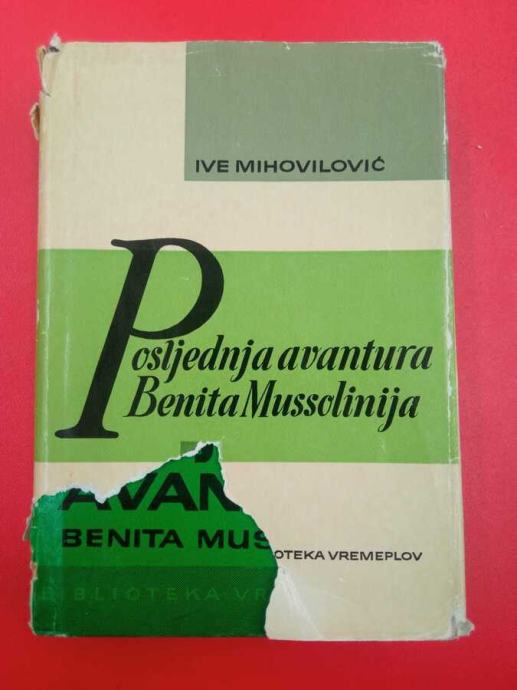 IVE MIHOVILOVIĆ
Posljednja avantura
Benita Mussolinija
AVAN
BENITA MUS
OTEKA VREMEPLOV
BIBLIOTEKA VR